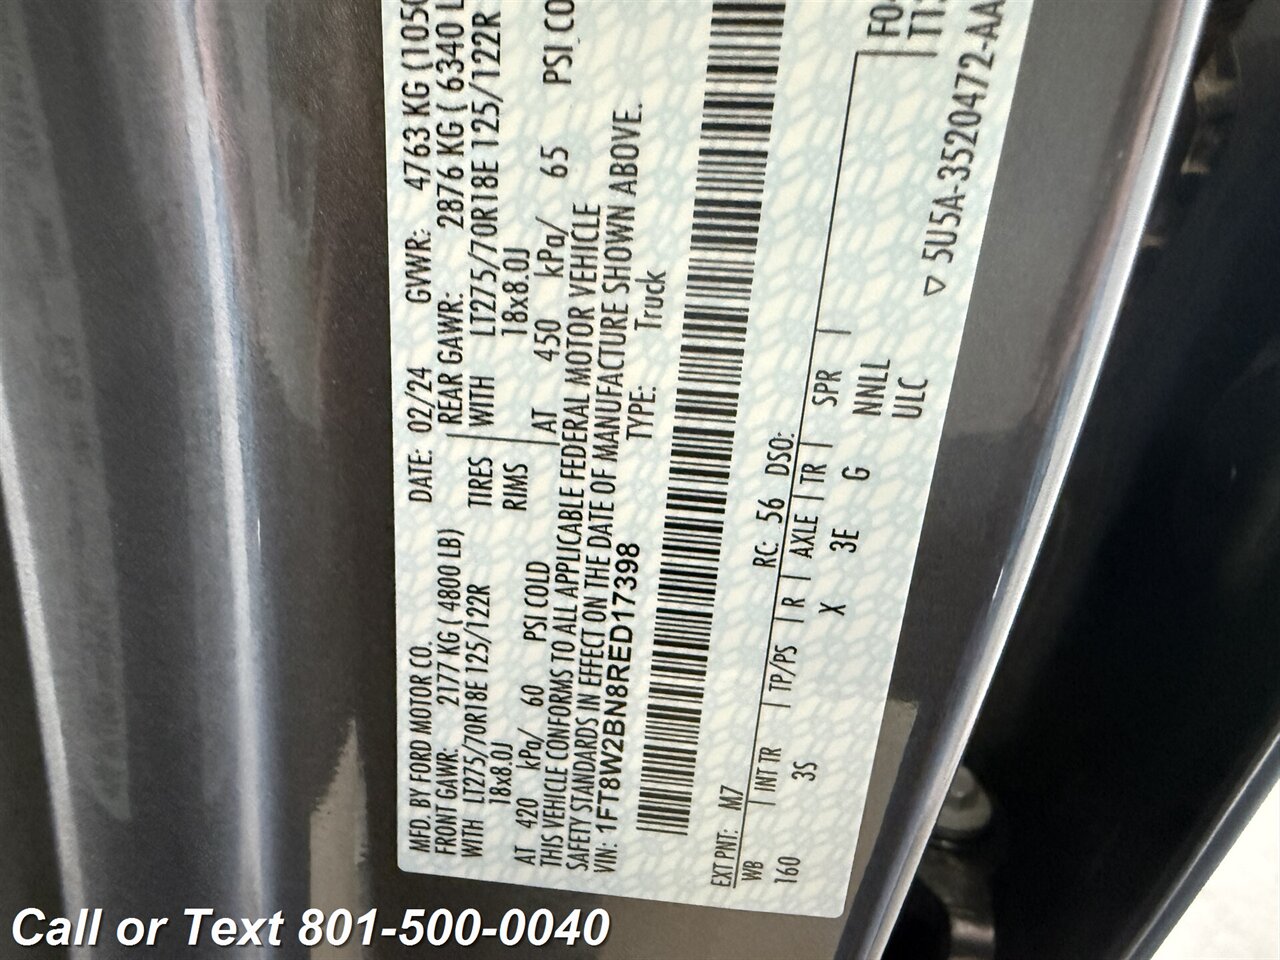 MFD. BY FORD MOTOR CO.
DATE: 02/24 GVWR: 4763 KG (
FRONT GAWR: 2177 KG ( 4800 LB)
REAR GAWR: 2876 KG ( 6340 L
WITH LT275/70R18E 125/122R
TIRES WITH LT275/70R18E 125/122R
18x8.0J
RIMS 18x8.0J
AT 420 kPa/ 60 PSI COLD
AT 450 kPa/ 65 PSI CO
THIS VEHICLE CONFORMS TO ALL APPLICABLE FEDERAL MOTOR VEHICLE
SAFETY STANDARDS IN EFFECT ON THE DATE OF MANUFACTURE SHOWN ABOVE.
VIN: 1FT8W2BN8RED17398
TYPE: Truck
EXT PNT: M7 RC: 56 DSO:
WB INT TR TP/PS R AXLE TR SPR
160 3S X 3E G NNLL
ULC
▽ 5U5A-3520472-AA
Call or Text 801-500-0040